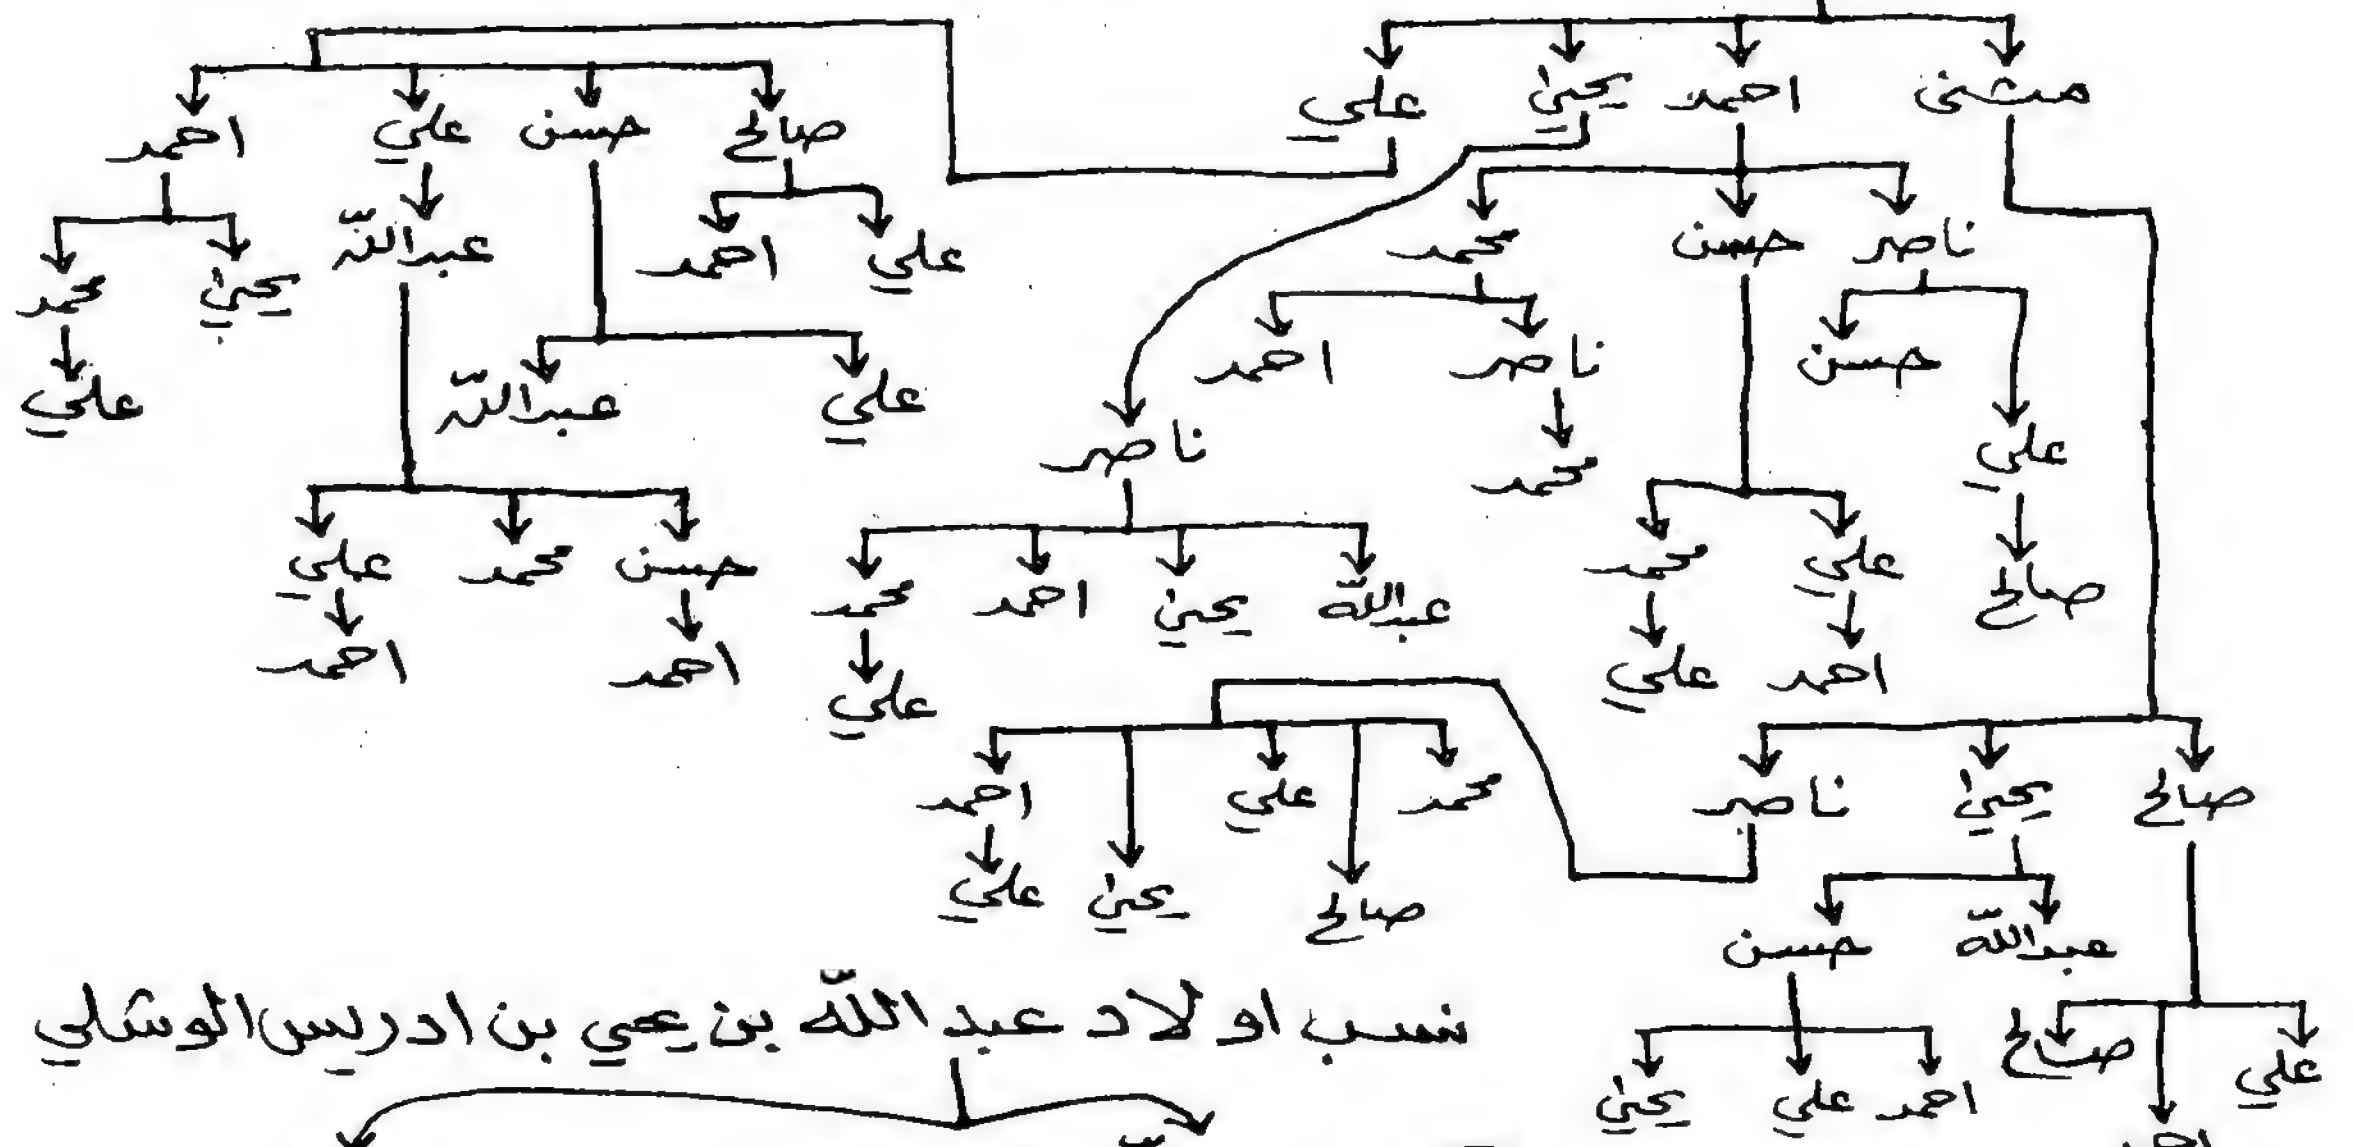 مثنى احمد يحيى علي
صالح حسن علي احمد
ناصر حسن محمد
عبدالله
علي احمد
يحيى محمد
حسن ناصر احمد
علي عبدالله علي
علي
محمد
ناصر
صالح علي محمد
عبدالله يحيى احمد محمد
حسن محمد علي
احمد علي
علي
احمد احمد
صالح يحيى ناصر
محمد علي احمد
صالح يحيى علي
عبدالله حسن
نسب اولاد عبد الله بن يحي بن ادريس الوشلي
علي صالح
احمد علي يحيى